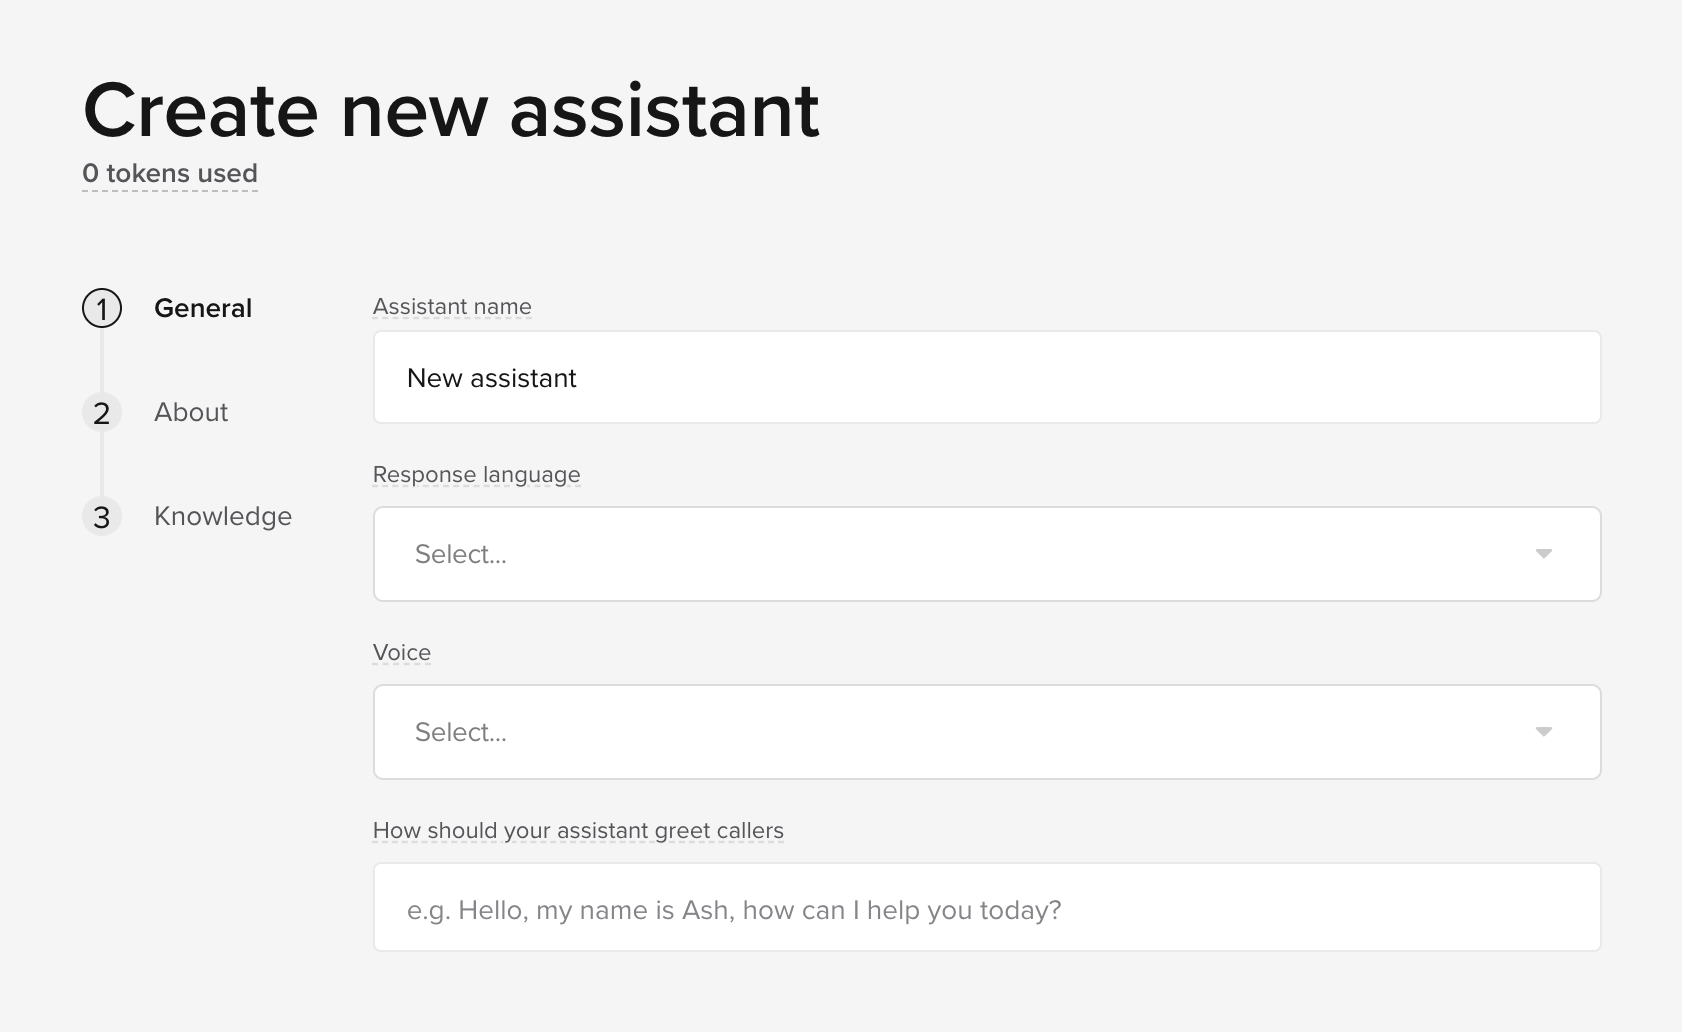 Create new assistant
0 tokens used
1 General
2 About
3 Knowledge
Assistant name
New assistant
Response language
Select...
Voice
Select...
How should your assistant greet callers
e.g. Hello, my name is Ash, how can I help you today?